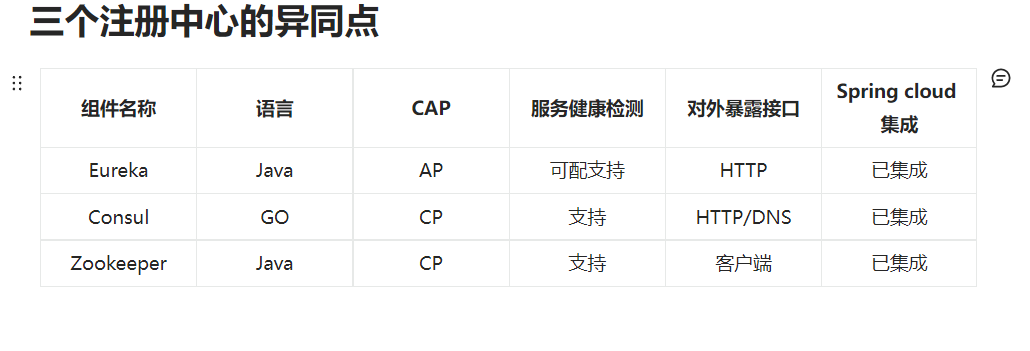 三个注册中心的异同点
组件名称 语言 CAP 服务健康检测 对外暴露接口 Spring cloud 集成
Eureka Java AP 可配支持 HTTP 已集成
Consul GO CP 支持 HTTP/DNS 已集成
Zookeeper Java CP 支持 客户端 已集成